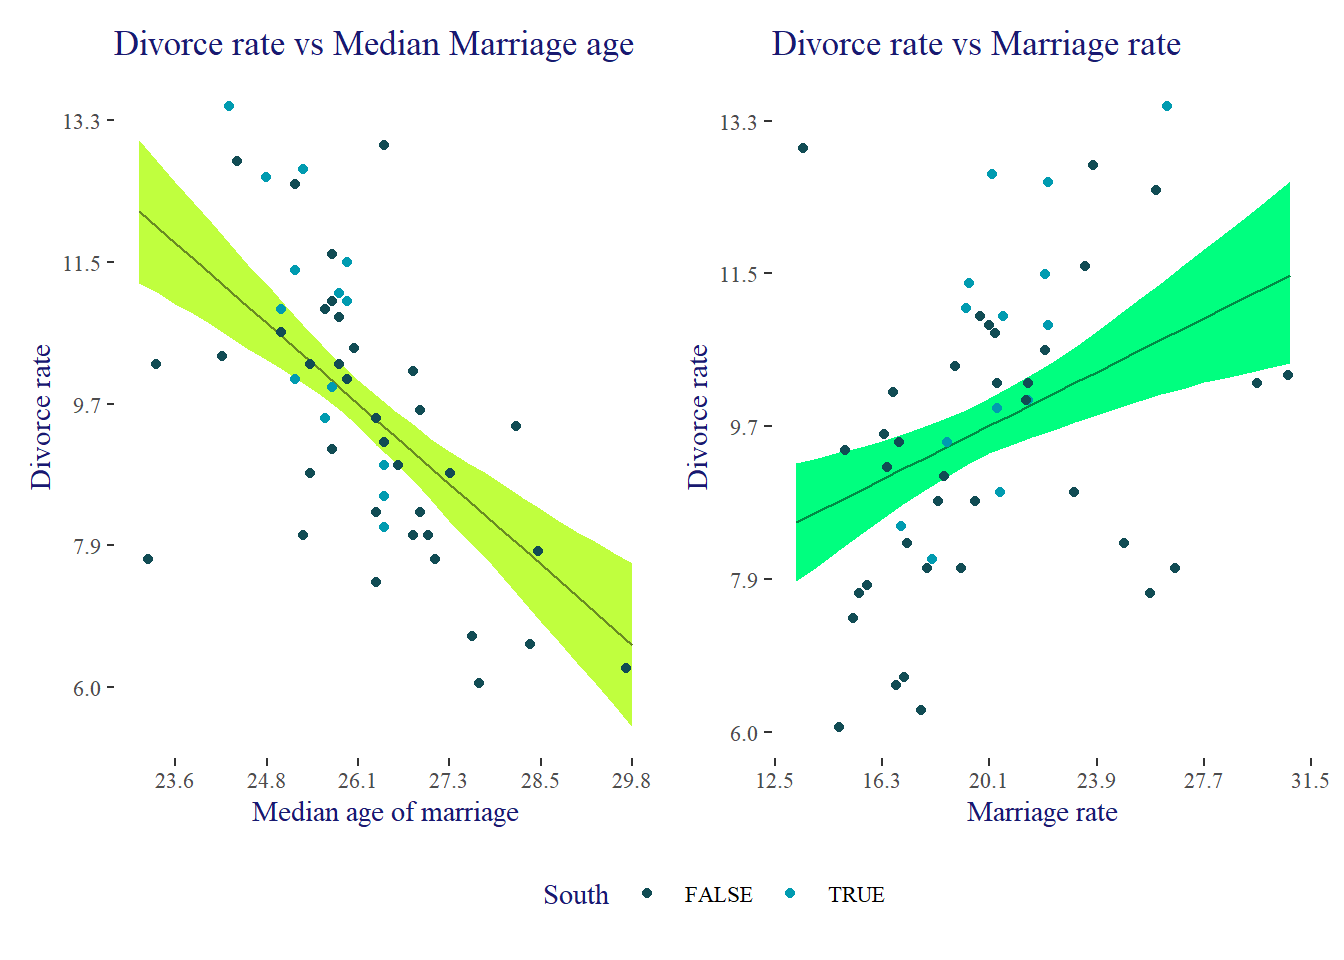 Divorce rate vs Median Marriage age
13.3
11.5
9.7
7.9
6.0
Divorce rate
23.6 24.8 26.1 27.3 28.5 29.8
Median age of marriage
Divorce rate vs Marriage rate
13.3
11.5
9.7
7.9
6.0
Divorce rate
12.5 16.3 20.1 23.9 27.7 31.5
Marriage rate
South FALSE TRUE